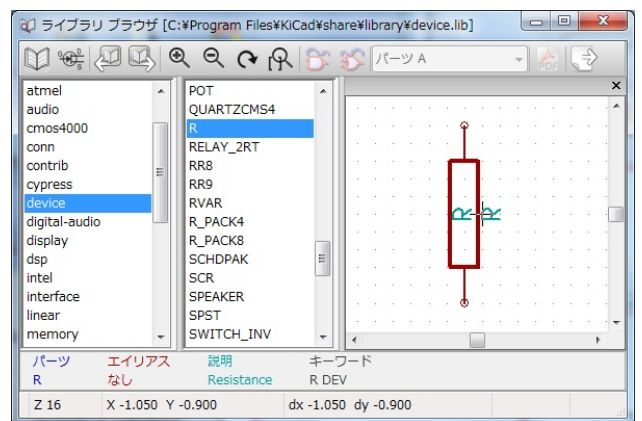 ライブラリ ブラウザ [C:¥Program Files¥KiCad¥share¥library¥device.lib]
パーツ A
PDF
atmel
audio
cmos4000
conn
contrib
cypress
device
digital-audio
display
dsp
intel
interface
linear
memory
POT
QUARTZCMS4
R
RELAY_2RT
RR8
RR9
RVAR
R_PACK4
R_PACK8
SCHDPAK
SCR
SPEAKER
SPST
SWITCH_INV
R R
パーツ エイリアス 説明 キーワード
R なし Resistance R DEV
Z 16 X -1.050 Y -0.900 dx -1.050 dy -0.900